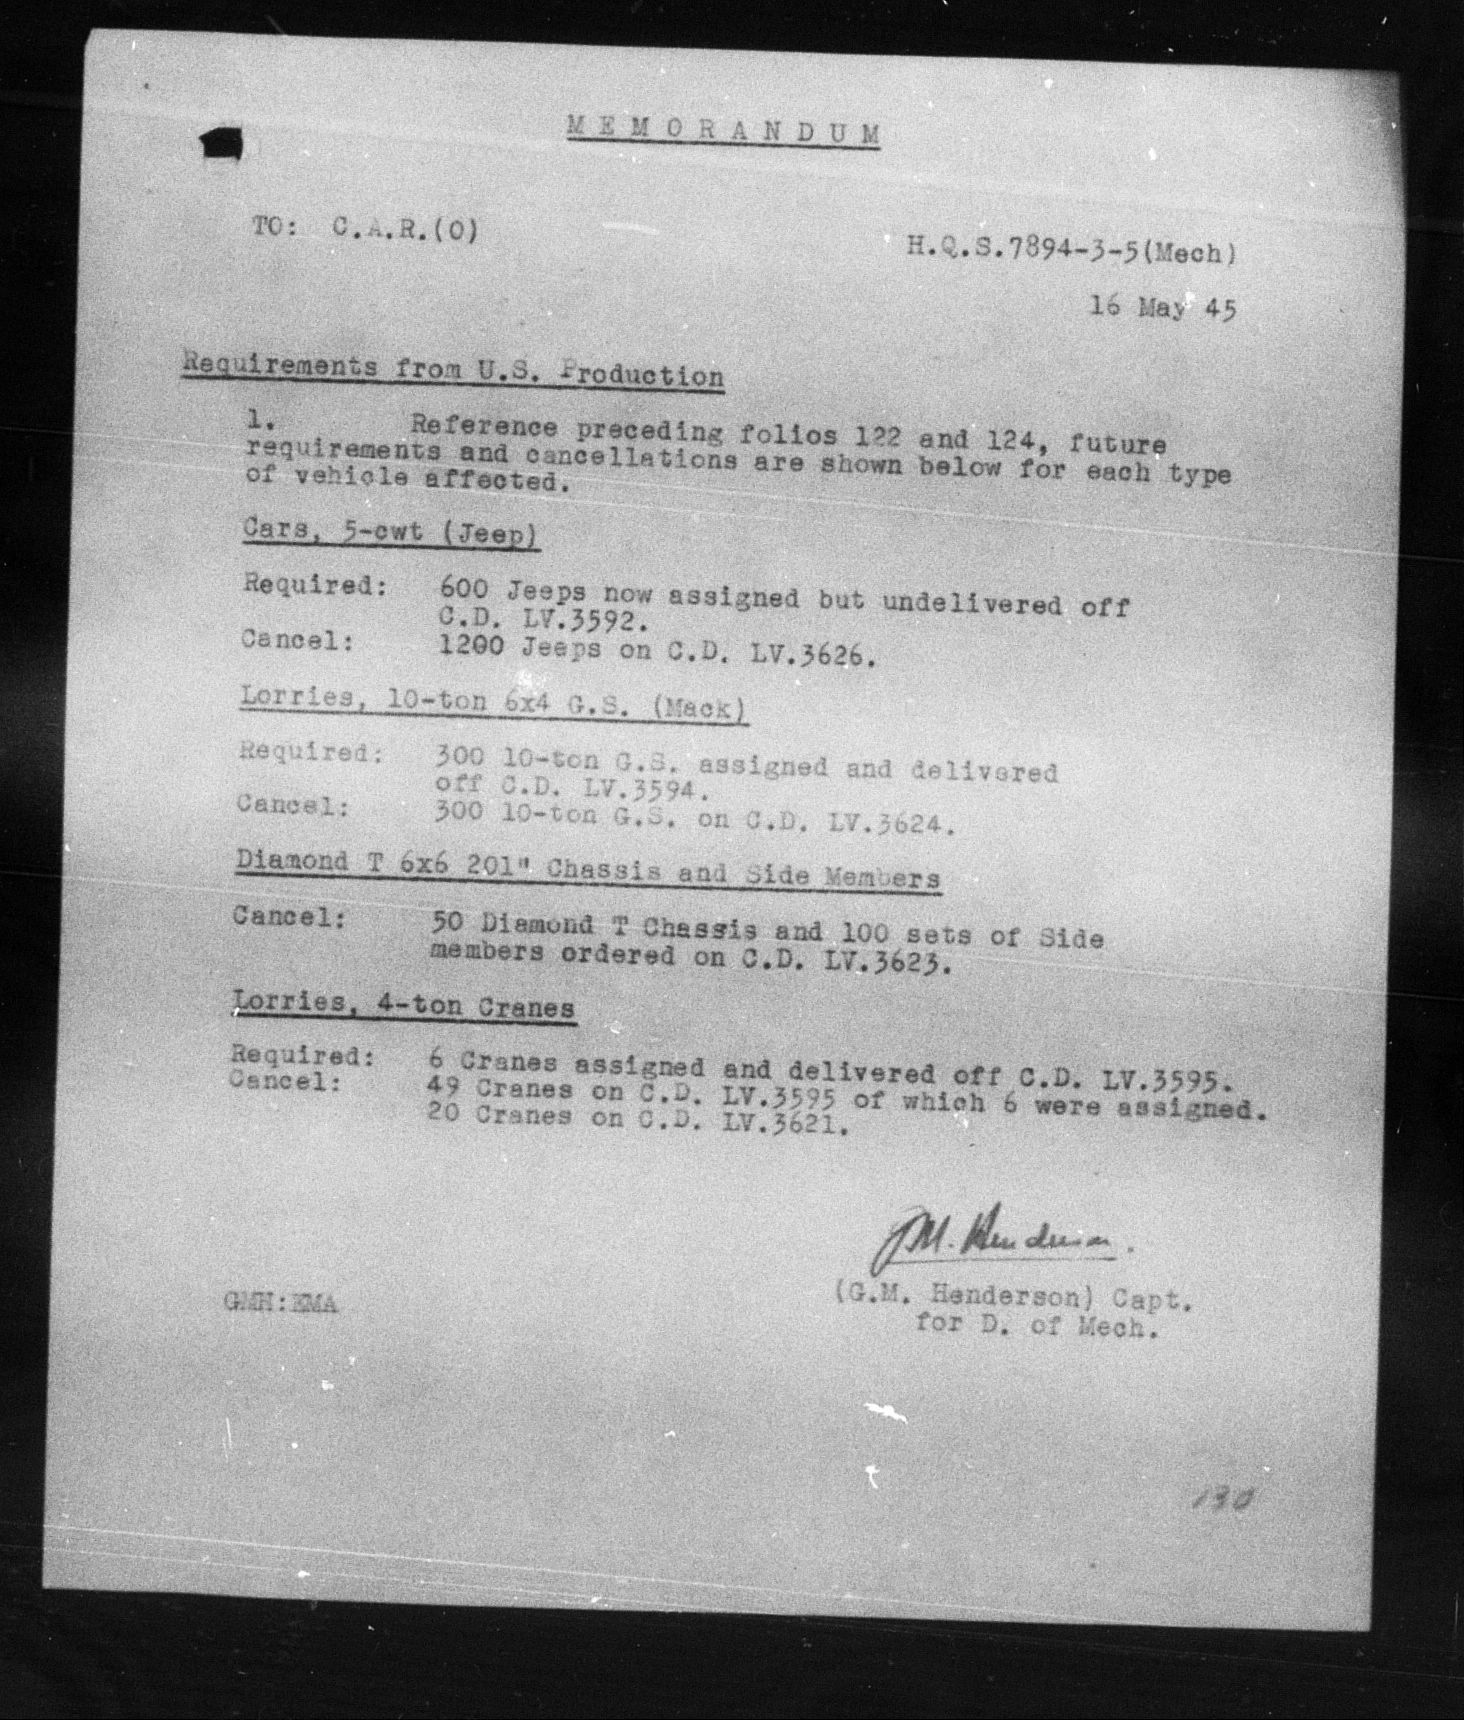 MEMORANDUM
TO: C.A.R.(O)
H.Q.S.7894-3-5(Mech)
16 May 45
Requirements from U.S. Production
1. Reference preceding folios 122 and 124, future
requirements and cancellations are shown below for each type
of vehicle affected.
Cars, 5-cwt (Jeep)
Required: 600 Jeeps now assigned but undelivered off
C.D. LV.3592.
Cancel: 1200 Jeeps on C.D. LV.3626.
Lorries, 10-ton 6x4 G.S. (Mack)
Required: 300 10-ton G.S. assigned and delivered
off C.D. LV.3594.
Cancel: 300 10-ton G.S. on C.D. LV.3624.
Diamond T 6x6 201" Chassis and Side Members
Cancel: 50 Diamond T Chassis and 100 sets of Side
members ordered on C.D. LV.3623.
Lorries, 4-ton Cranes
Required: 6 Cranes assigned and delivered off C.D. LV.3595.
Cancel: 49 Cranes on C.D. LV.3595 of which 6 were assigned.
20 Cranes on C.D. LV.3621.
GM. Henderson.
(G.M. Henderson) Capt.
for D. of Mech.
GMH:EMA
130